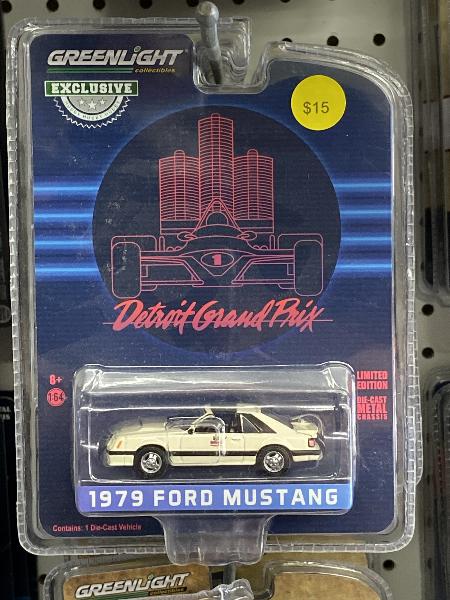 GREENLIGHT
collectibles
EXCLUSIVE
$15
1
Detroit Grand Prix
8+
1:64
LIMITED
EDITION
DIE-CAST
METAL
CHASSIS
1979 FORD MUSTANG
Contains: 1 Die-Cast Vehicle
GREENLIGHT
collectibles